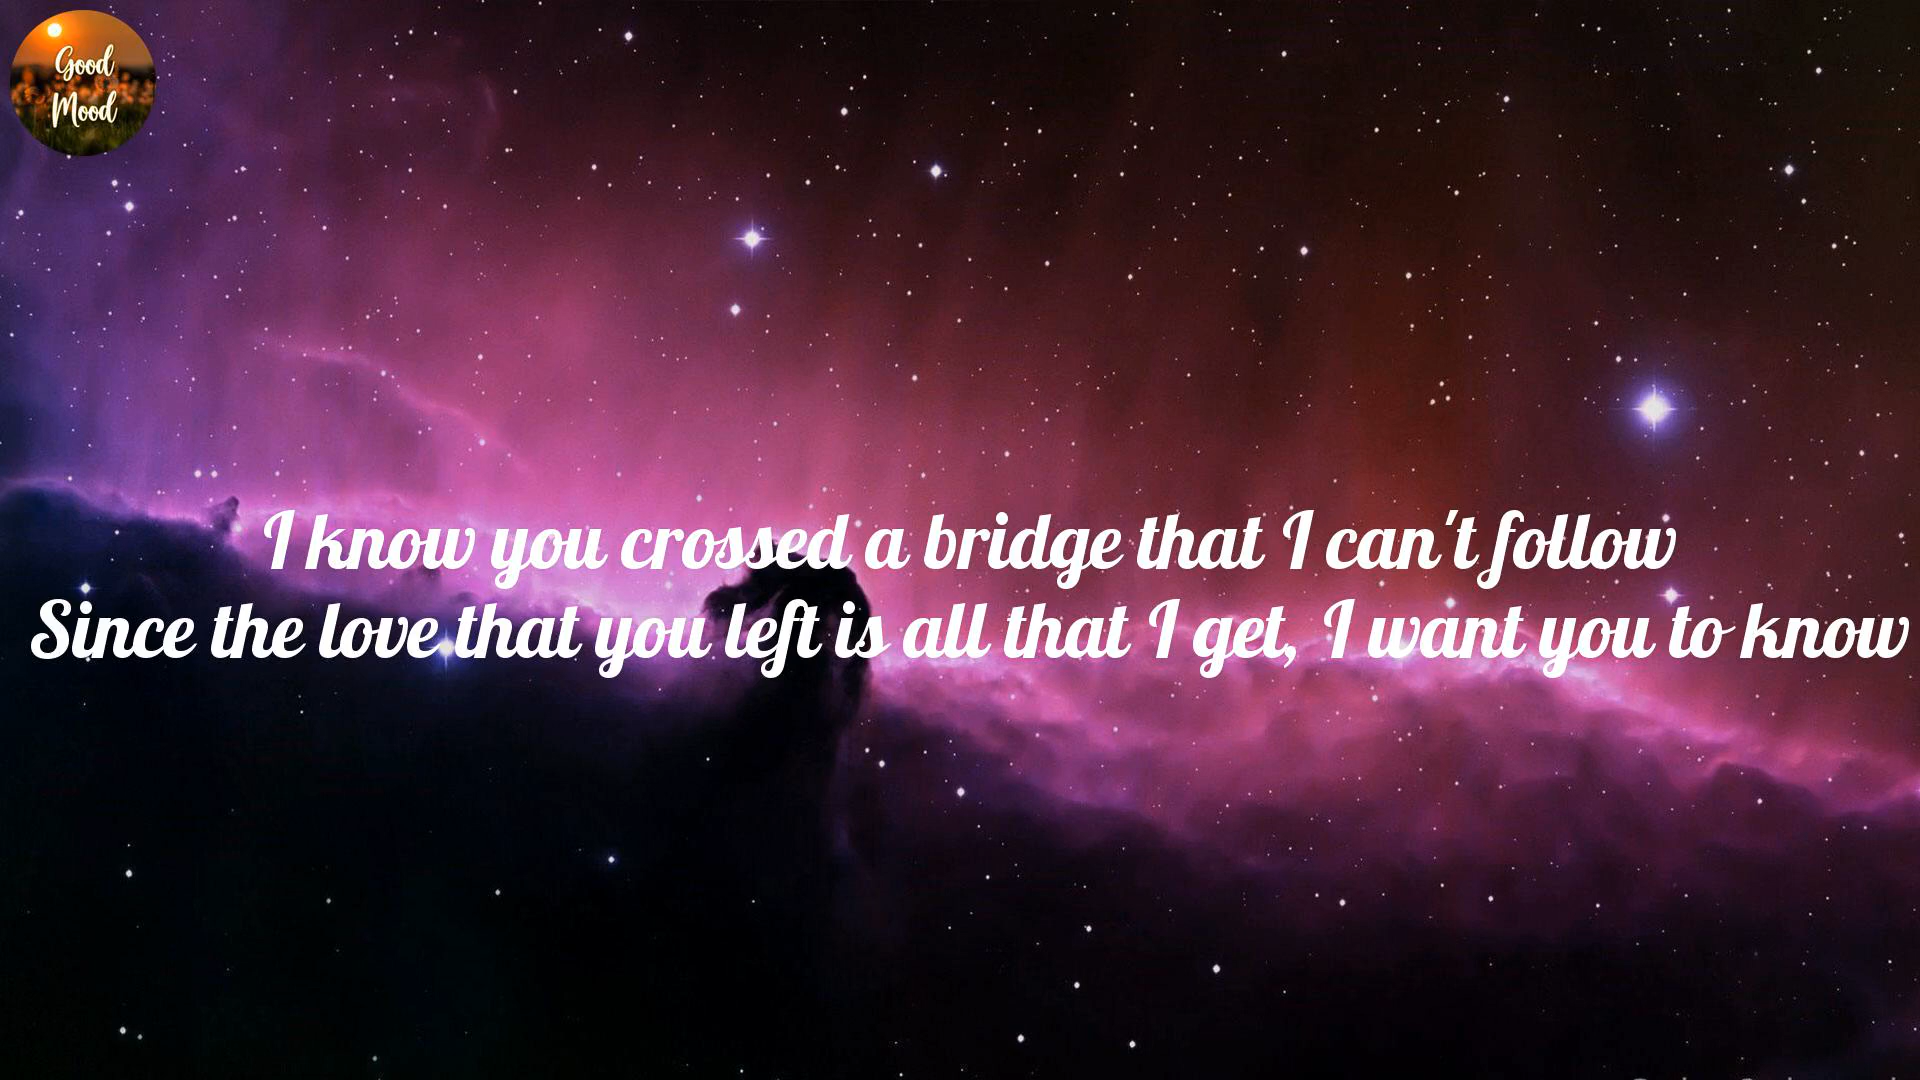 Good
Mood
I know you crossed a bridge that I can't follow
Since the love that you left is all that I get, I want you to know